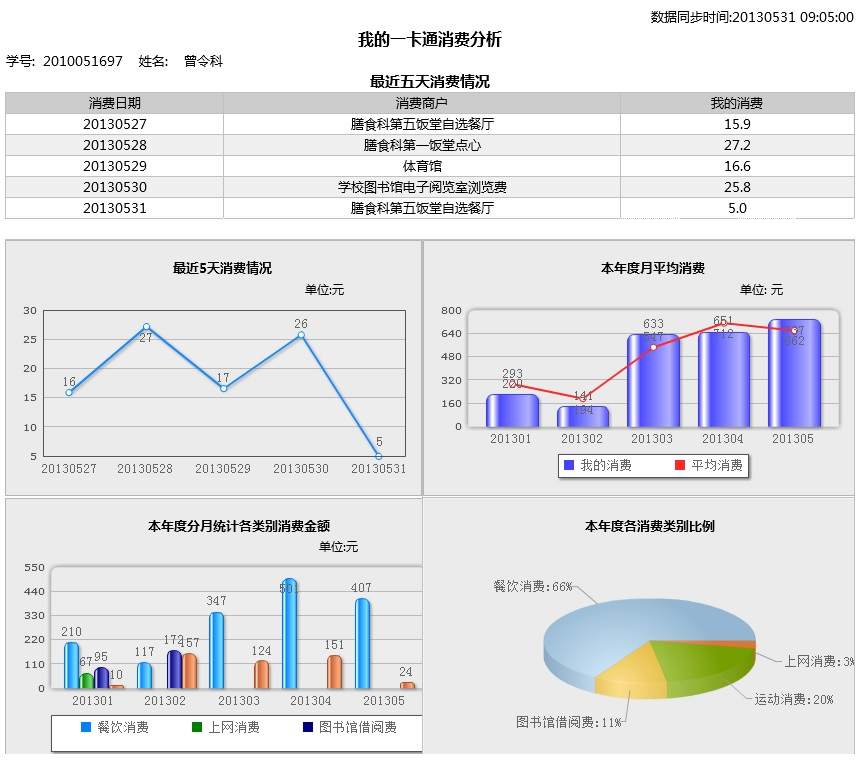 数据同步时间:20130531 09:05:00
我的一卡通消费分析
学号: 2010051697 姓名: 曾令科
最近五天消费情况
消费日期 消费商户 我的消费
20130527 膳食科第五饭堂自选餐厅 15.9
20130528 膳食科第一饭堂点心 27.2
20130529 体育馆 16.6
20130530 学校图书馆电子阅览室浏览费 25.8
20130531 膳食科第五饭堂自选餐厅 5.0
最近5天消费情况
单位:元
30
25
20
15
10
5
16 27 17 26 5
20130527 20130528 20130529 20130530 20130531
本年度月平均消费
单位: 元
800
640
480
320
160
0
293 141 633 651
220 194 547 712 662
201301 201302 201303 201304 201305
我的消费 平均消费
本年度分月统计各类别消费金额
单位:元
550
440
330
220
110
0
210 67 95 10 117 172 157 347 124 501 151 407 24
201301 201302 201303 201304 201305
餐饮消费 上网消费 图书馆借阅费
本年度各消费类别比例
餐饮消费:66%
上网消费:3%
运动消费:20%
图书馆借阅费:11%